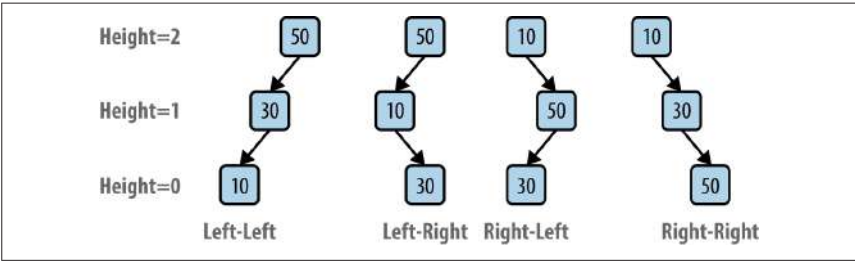 Height=2 50 50 10 10
Height=1 30 10 50 30
Height=0 10 30 30 50
Left-Left Left-Right Right-Left Right-Right